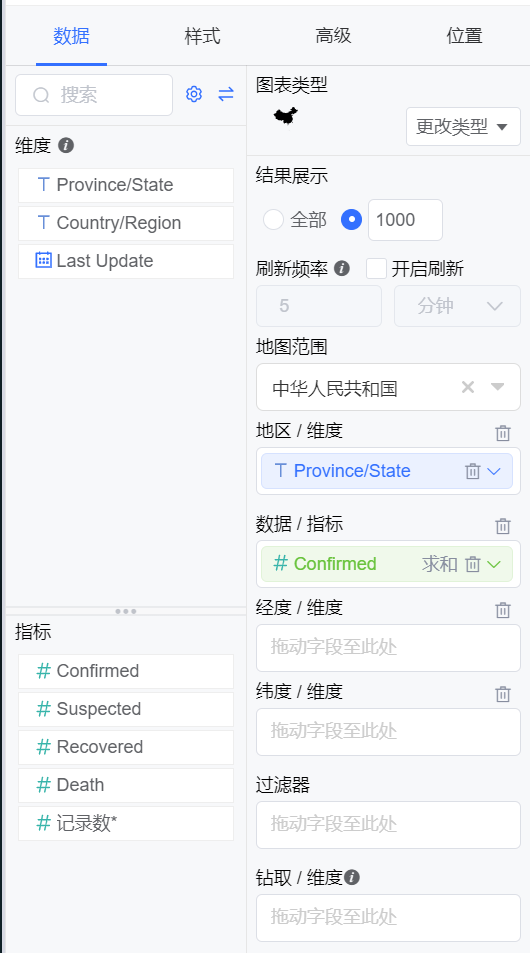 数据 样式 高级 位置
搜索
维度
Province/State
Country/Region
Last Update
指标
Confirmed
Suspected
Recovered
Death
记录数*
图表类型
更改类型
结果展示
全部 1000
刷新频率 开启刷新
5 分钟
地图范围
中华人民共和国
地区 / 维度
Province/State
数据 / 指标
Confirmed 求和
经度 / 维度
拖动字段至此处
纬度 / 维度
拖动字段至此处
过滤器
拖动字段至此处
钻取 / 维度
拖动字段至此处